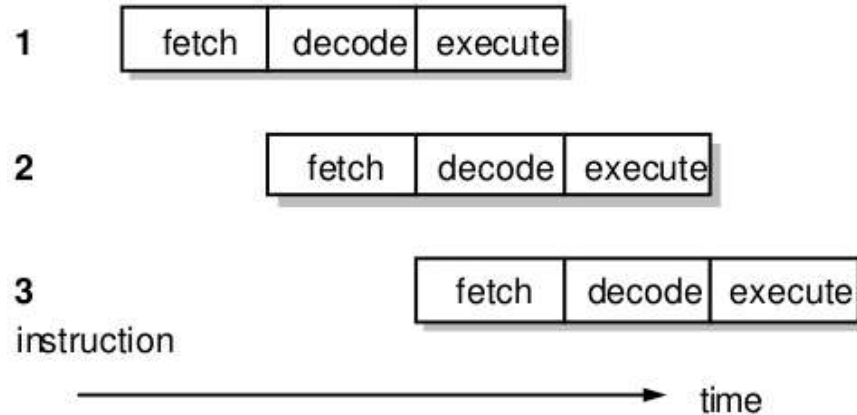 1 fetch decode execute
2 fetch decode execute
3 fetch decode execute
instruction
time